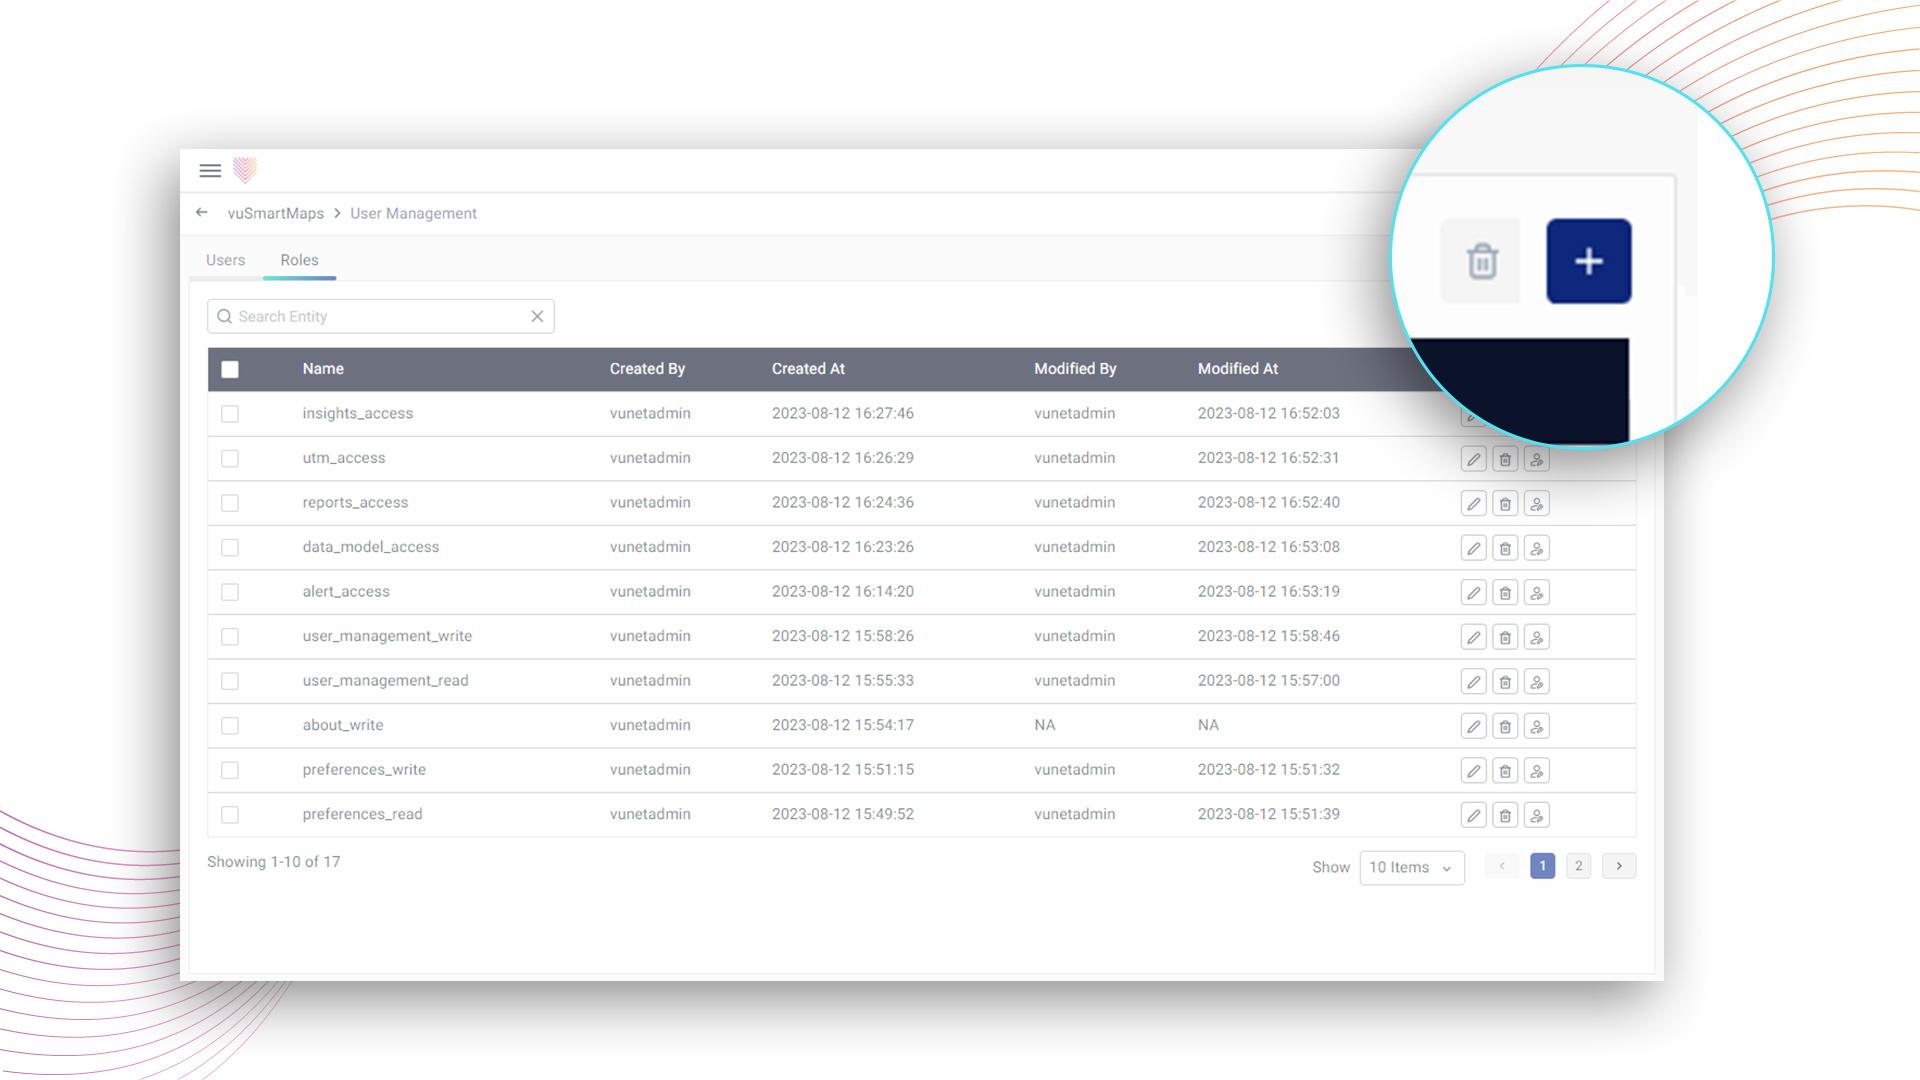 vuSmartMaps > User Management
Users Roles
Search Entity
Name Created By Created At Modified By Modified At
insights_access vunetadmin 2023-08-12 16:27:46 vunetadmin 2023-08-12 16:52:03
utm_access vunetadmin 2023-08-12 16:26:29 vunetadmin 2023-08-12 16:52:31
reports_access vunetadmin 2023-08-12 16:24:36 vunetadmin 2023-08-12 16:52:40
data_model_access vunetadmin 2023-08-12 16:23:26 vunetadmin 2023-08-12 16:53:08
alert_access vunetadmin 2023-08-12 16:14:20 vunetadmin 2023-08-12 16:53:19
user_management_write vunetadmin 2023-08-12 15:58:26 vunetadmin 2023-08-12 15:58:46
user_management_read vunetadmin 2023-08-12 15:55:33 vunetadmin 2023-08-12 15:57:00
about_write vunetadmin 2023-08-12 15:54:17 NA NA
preferences_write vunetadmin 2023-08-12 15:51:15 vunetadmin 2023-08-12 15:51:32
preferences_read vunetadmin 2023-08-12 15:49:52 vunetadmin 2023-08-12 15:51:39
Showing 1-10 of 17 Show 10 Items 1 2